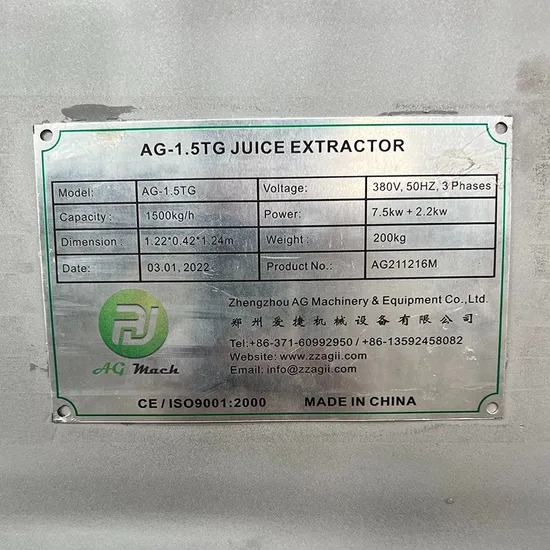 AG-1.5TG JUICE EXTRACTOR
Model: AG-1.5TG Voltage: 380V, 50HZ, 3 Phases
Capacity : 1500kg/h Power: 7.5kw + 2.2kw
Dimension : 1.22*0.42*1.24m Weight : 200kg
Date: 03.01, 2022 Product No.: AG211216M
Zhengzhou AG Machinery & Equipment Co.,Ltd.
郑州爱捷机械设备有限公司
Tel:+86-371-60992950 / +86-13592458082
Website: www.zzagii.com
Email: info@zzagii.com
AG Mach
CE / ISO9001:2000 MADE IN CHINA